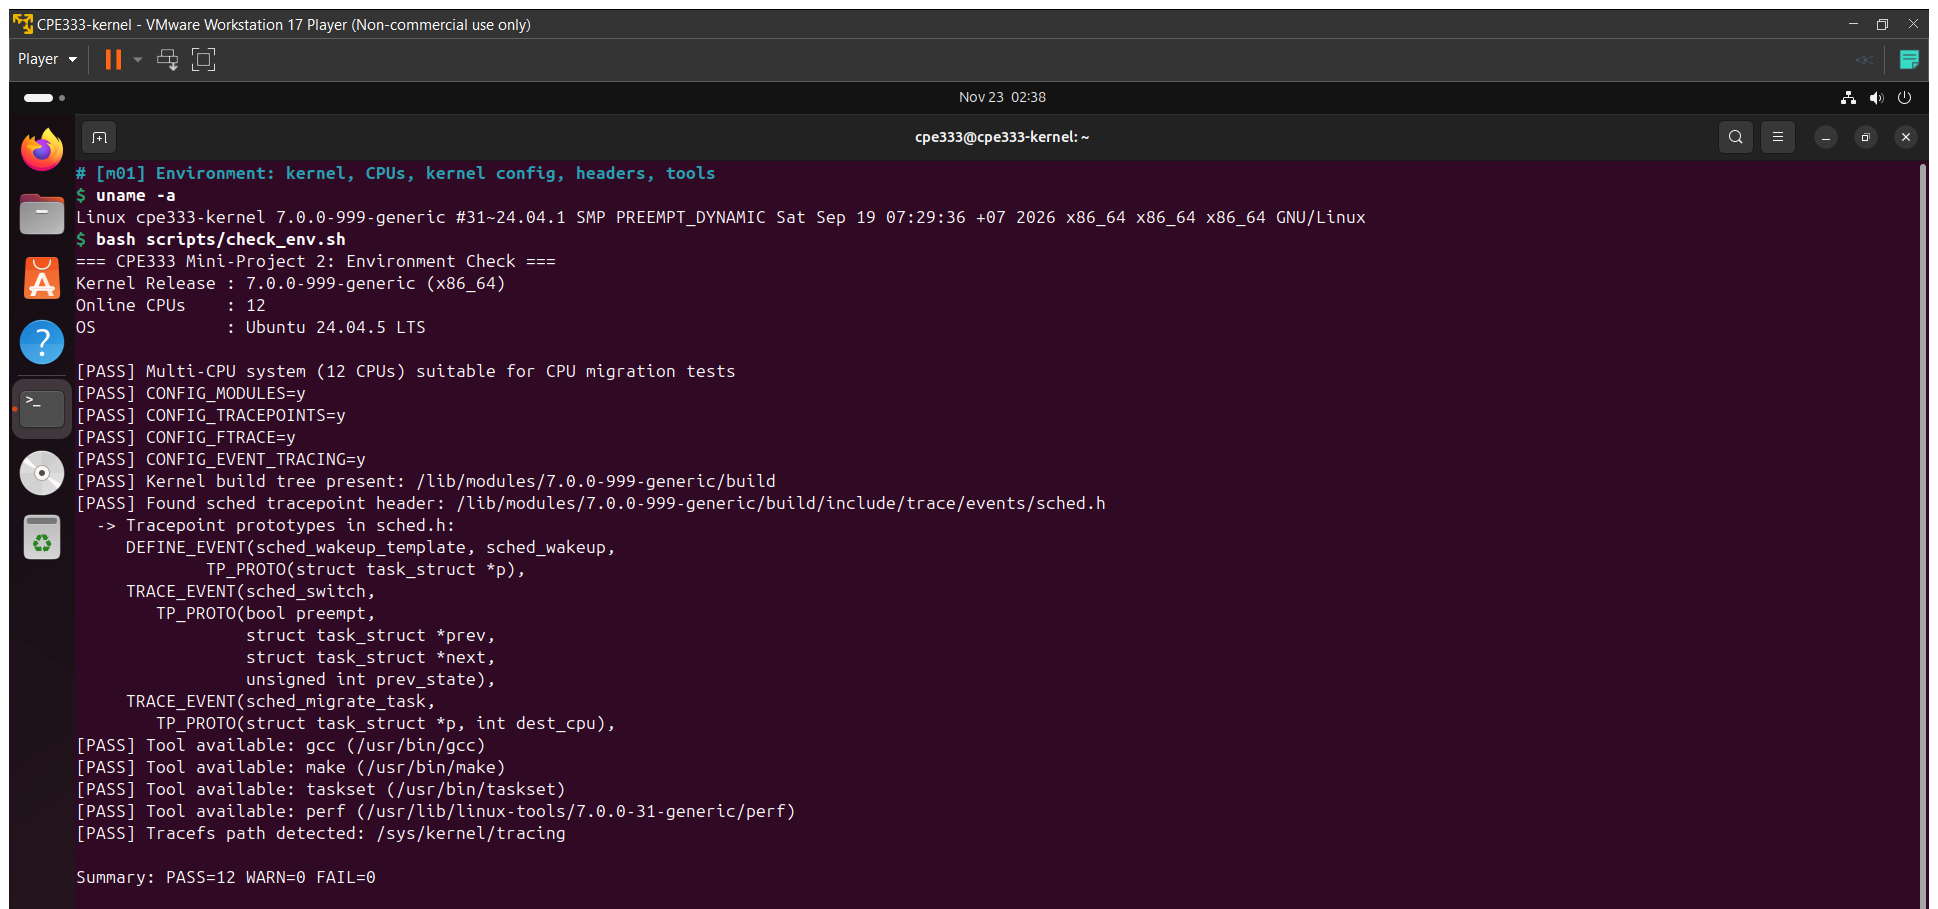 CPE333-kernel - VMware Workstation 17 Player (Non-commercial use only)
Player
Nov 23 02:38
cpe333@cpe333-kernel: ~
# [m01] Environment: kernel, CPUs, kernel config, headers, tools
$ uname -a
Linux cpe333-kernel 7.0.0-999-generic #31~24.04.1 SMP PREEMPT_DYNAMIC Sat Sep 19 07:29:36 +07 2026 x86_64 x86_64 x86_64 GNU/Linux
$ bash scripts/check_env.sh
=== CPE333 Mini-Project 2: Environment Check ===
Kernel Release : 7.0.0-999-generic (x86_64)
Online CPUs    : 12
OS             : Ubuntu 24.04.5 LTS
[PASS] Multi-CPU system (12 CPUs) suitable for CPU migration tests
[PASS] CONFIG_MODULES=y
[PASS] CONFIG_TRACEPOINTS=y
[PASS] CONFIG_FTRACE=y
[PASS] CONFIG_EVENT_TRACING=y
[PASS] Kernel build tree present: /lib/modules/7.0.0-999-generic/build
[PASS] Found sched tracepoint header: /lib/modules/7.0.0-999-generic/build/include/trace/events/sched.h
  -> Tracepoint prototypes in sched.h:
     DEFINE_EVENT(sched_wakeup_template, sched_wakeup,
             TP_PROTO(struct task_struct *p),
     TRACE_EVENT(sched_switch,
        TP_PROTO(bool preempt,
                 struct task_struct *prev,
                 struct task_struct *next,
                 unsigned int prev_state),
     TRACE_EVENT(sched_migrate_task,
        TP_PROTO(struct task_struct *p, int dest_cpu),
[PASS] Tool available: gcc (/usr/bin/gcc)
[PASS] Tool available: make (/usr/bin/make)
[PASS] Tool available: taskset (/usr/bin/taskset)
[PASS] Tool available: perf (/usr/lib/linux-tools/7.0.0-31-generic/perf)
[PASS] Tracefs path detected: /sys/kernel/tracing
Summary: PASS=12 WARN=0 FAIL=0